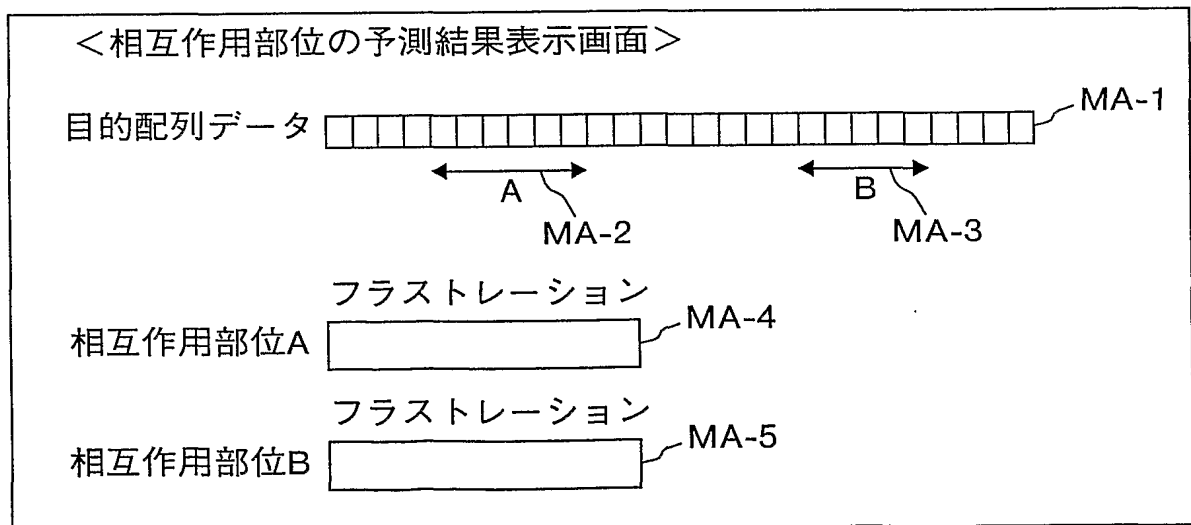 ＜相互作用部位の予測結果表示画面＞
目的配列データ MA-1
A B
MA-2 MA-3
フラストレーション
相互作用部位A MA-4
フラストレーション
相互作用部位B MA-5